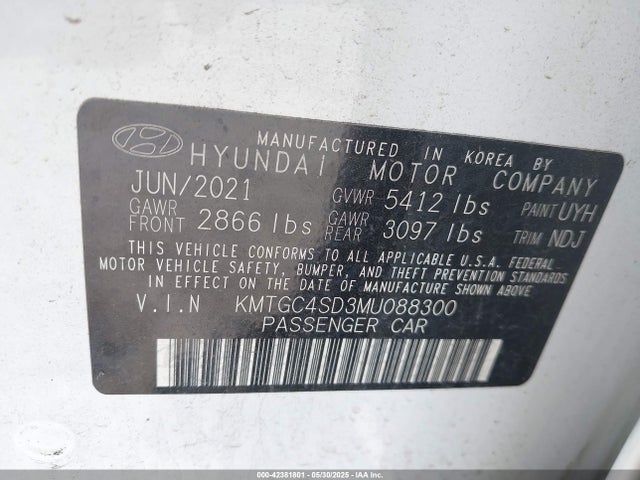 MANUFACTURED IN KOREA BY
HYUNDAI MOTOR COMPANY
JUN/2021 GVWR 5412 lbs PAINT UYH
GAWR FRONT 2866 lbs GAWR REAR 3097 lbs TRIM NDJ
THIS VEHICLE CONFORMS TO ALL APPLICABLE U.S.A. FEDERAL
MOTOR VEHICLE SAFETY, BUMPER, AND THEFT PREVENTION
STANDARDS IN EFFECT ON THE DATE OF MANUFACTURE SHOWN ABOVE.
V.I.N KMTGC4SD3MU088300
PASSENGER CAR
000-42381801 - 05/30/2025 - IAA Inc.